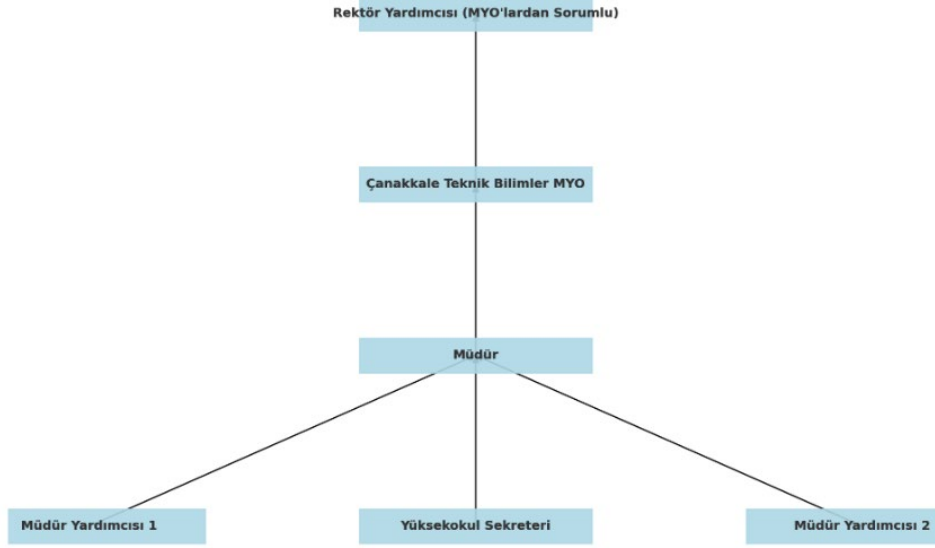 Rektör Yardımcısı (MYO'lardan Sorumlu)
Çanakkale Teknik Bilimler MYO
Müdür
Müdür Yardımcısı 1
Yüksekokul Sekreteri
Müdür Yardımcısı 2